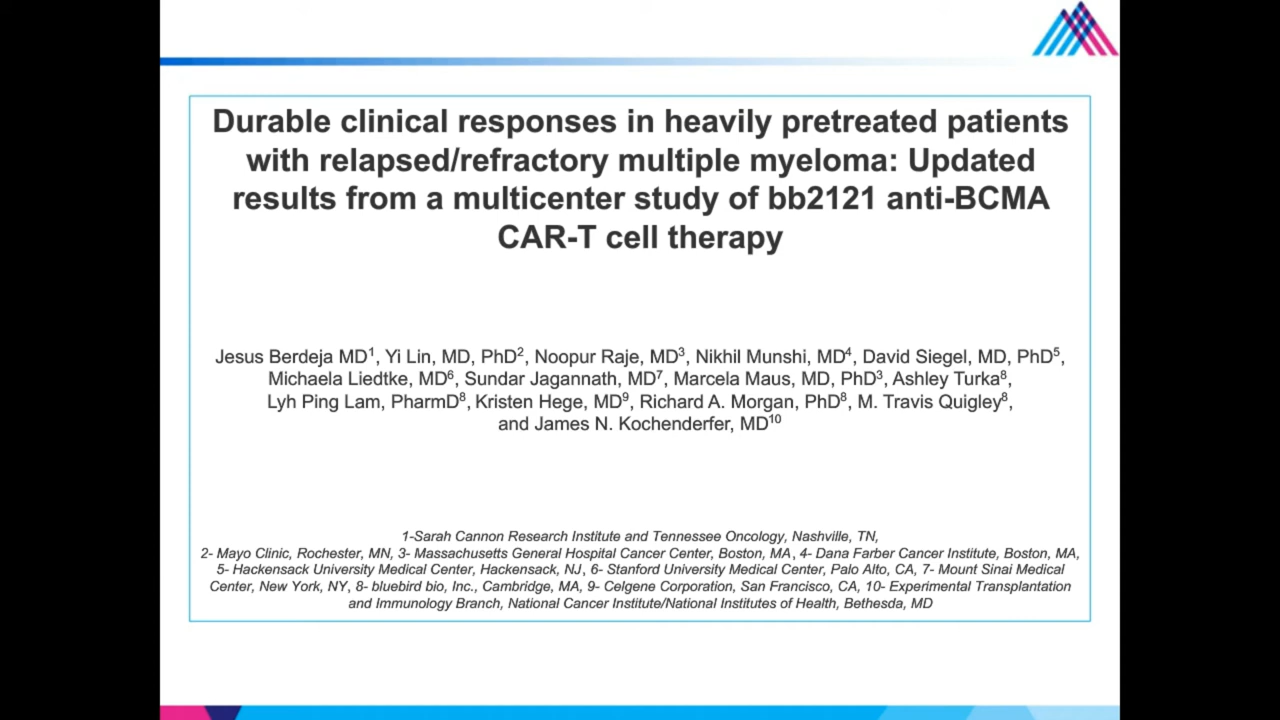 Durable clinical responses in heavily pretreated patients
with relapsed/refractory multiple myeloma: Updated
results from a multicenter study of bb2121 anti-BCMA
CAR-T cell therapy
Jesus Berdeja MD¹, Yi Lin, MD, PhD², Noopur Raje, MD³, Nikhil Munshi, MD⁴, David Siegel, MD, PhD⁵,
Michaela Liedtke, MD⁶, Sundar Jagannath, MD⁷, Marcela Maus, MD, PhD³, Ashley Turka⁸,
Lyh Ping Lam, PharmD⁸, Kristen Hege, MD⁹, Richard A. Morgan, PhD⁸, M. Travis Quigley⁸,
and James N. Kochenderfer, MD¹⁰
1-Sarah Cannon Research Institute and Tennessee Oncology, Nashville, TN,
2- Mayo Clinic, Rochester, MN, 3- Massachusetts General Hospital Cancer Center, Boston, MA, 4- Dana Farber Cancer Institute, Boston, MA,
5- Hackensack University Medical Center, Hackensack, NJ, 6- Stanford University Medical Center, Palo Alto, CA, 7- Mount Sinai Medical
Center, New York, NY, 8- bluebird bio, Inc., Cambridge, MA, 9- Celgene Corporation, San Francisco, CA, 10- Experimental Transplantation
and Immunology Branch, National Cancer Institute/National Institutes of Health, Bethesda, MD